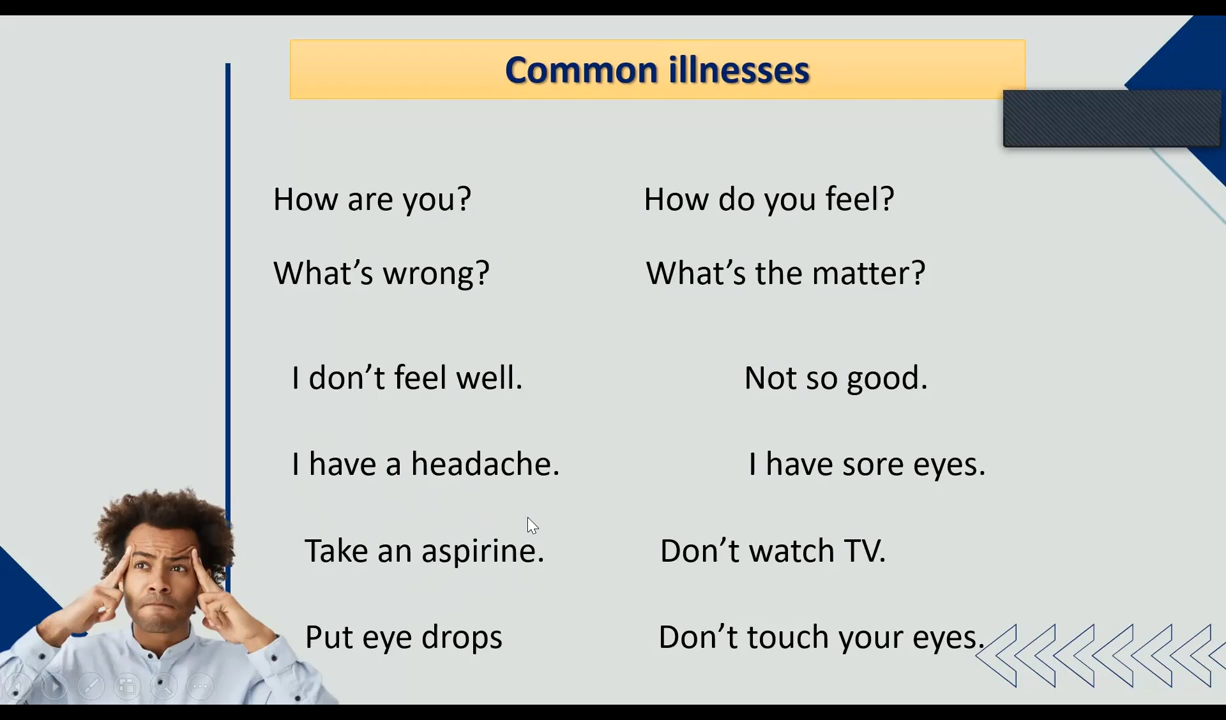 Common illnesses
How are you? How do you feel?
What's wrong? What's the matter?
I don't feel well. Not so good.
I have a headache. I have sore eyes.
Take an aspirine. Don't watch TV.
Put eye drops Don't touch your eyes.